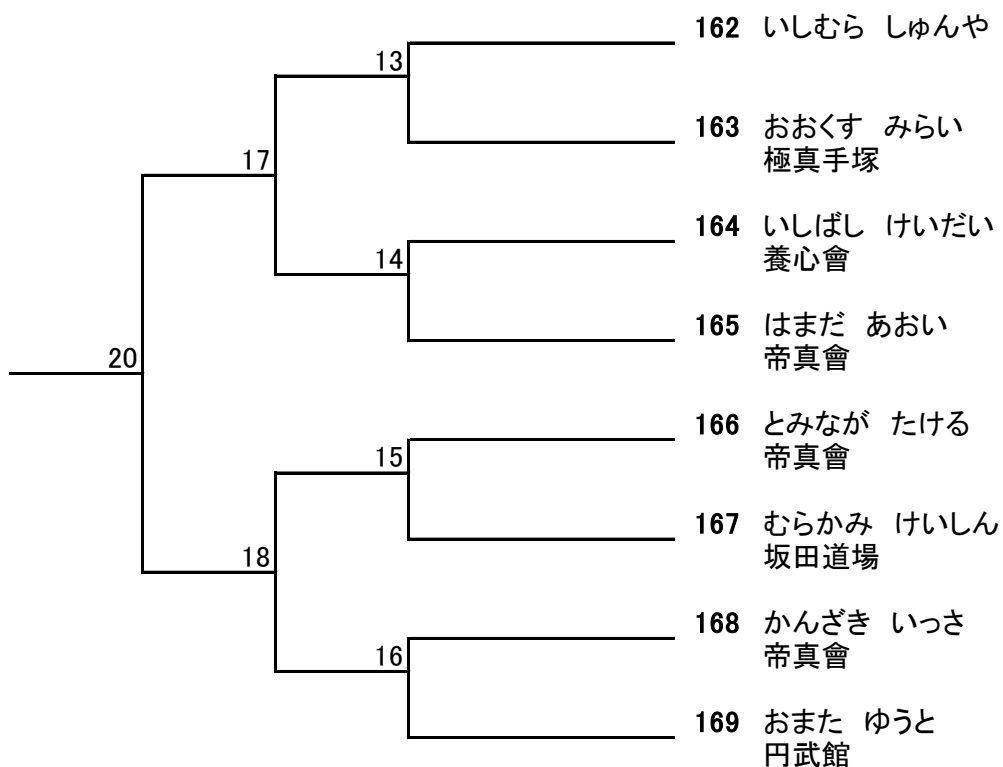 162 いしむら しゅんや
13
163 おおくす みらい
極真手塚
17
164 いしばし けいだい
養心會
14
165 はまだ あおい
帝真會
20
166 とみなが たける
帝真會
15
167 むらかみ けいしん
坂田道場
18
168 かんざき いっさ
帝真會
16
169 おまた ゆうと
円武館